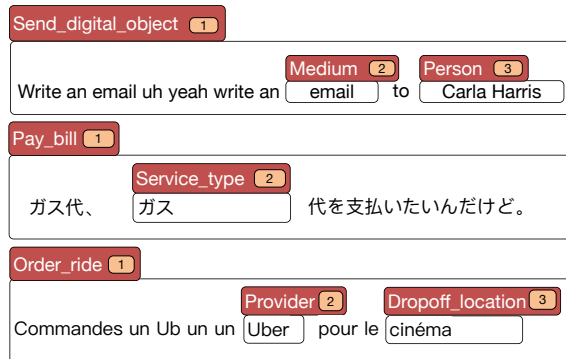 Send_digital_object 1
Medium 2 Person 3
Write an email uh yeah write an email to Carla Harris
Pay_bill 1
Service_type 2
ガス代、 ガス 代を支払いたいんだけど。
Order_ride 1
Provider 2 Dropoff_location 3
Commandes un Ub un un Uber pour le cinéma